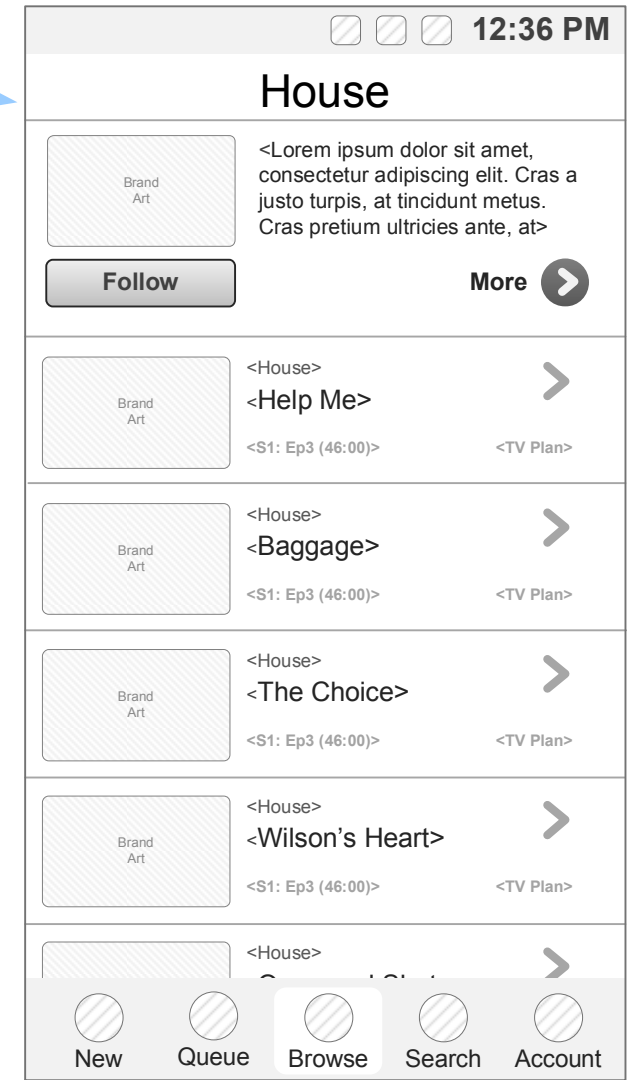 12:36 PM
House
Brand
Art
<Lorem ipsum dolor sit amet,
consectetur adipiscing elit. Cras a
justo turpis, at tincidunt metus.
Cras pretium ultricies ante, at>
Follow
More
Brand
Art
<House>
<Help Me>
<S1: Ep3 (46:00)>
<TV Plan>
Brand
Art
<House>
<Baggage>
<S1: Ep3 (46:00)>
<TV Plan>
Brand
Art
<House>
<The Choice>
<S1: Ep3 (46:00)>
<TV Plan>
Brand
Art
<House>
<Wilson’s Heart>
<S1: Ep3 (46:00)>
<TV Plan>
<House>
New
Queue
Browse
Search
Account